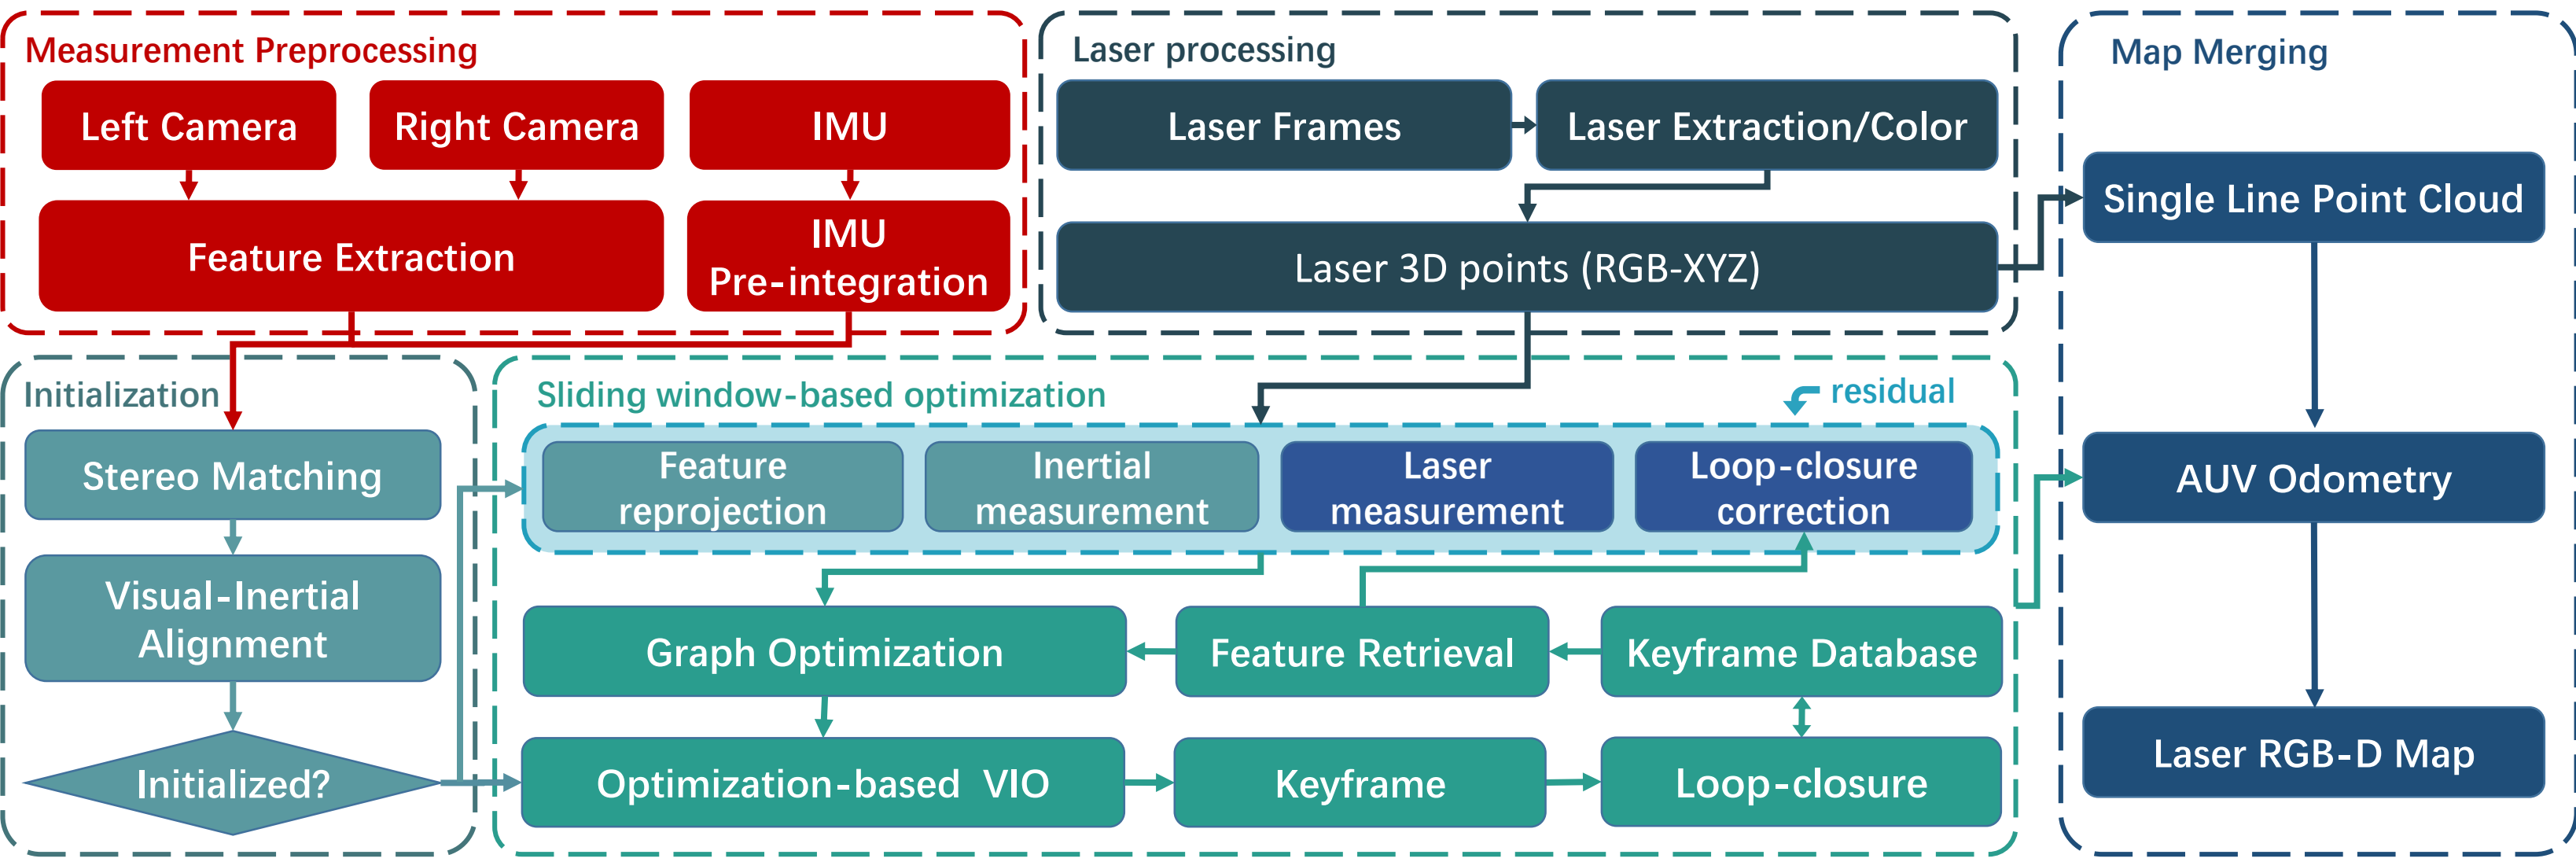 Measurement Preprocessing
Left Camera
Right Camera
IMU
Feature Extraction
IMU
Pre-integration
Laser processing
Laser Frames
Laser Extraction/Color
Laser 3D points (RGB-XYZ)
Map Merging
Single Line Point Cloud
AUV Odometry
Laser RGB-D Map
Initialization
Stereo Matching
Visual-Inertial
Alignment
Initialized?
Sliding window-based optimization
residual
Feature
reprojection
Inertial
measurement
Laser
measurement
Loop-closure
correction
Graph Optimization
Feature Retrieval
Keyframe Database
Optimization-based VIO
Keyframe
Loop-closure